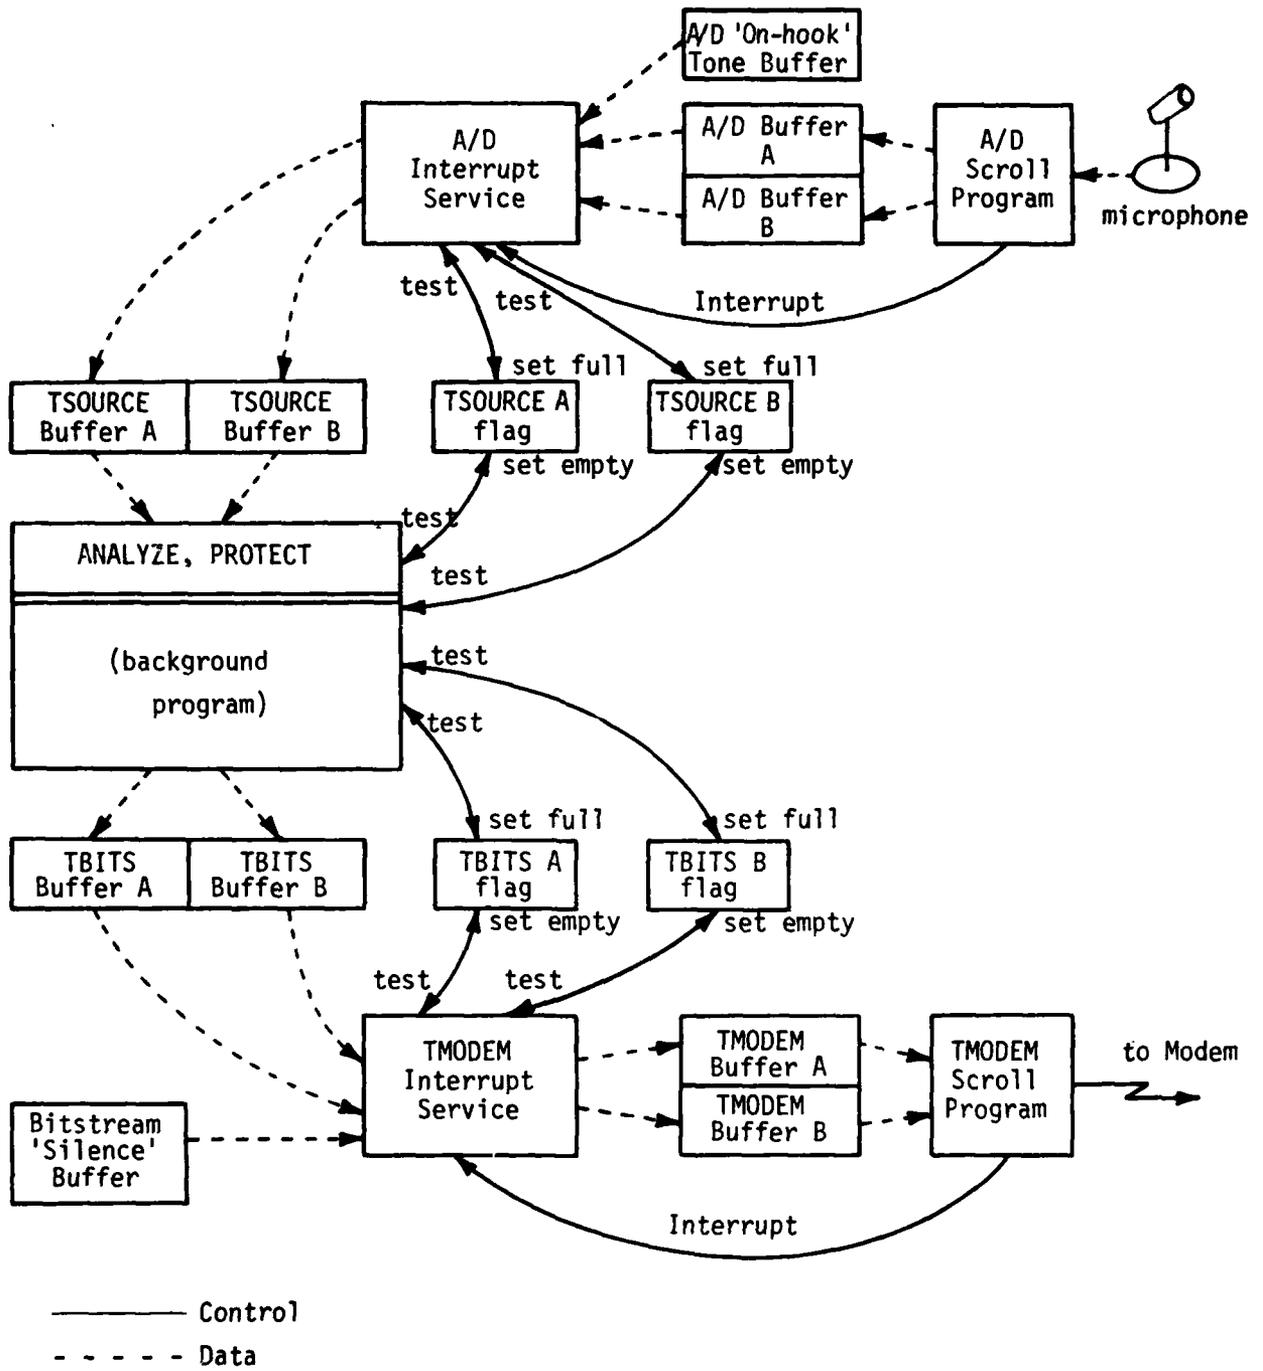 A/D 'On-hook'
Tone Buffer
A/D
Interrupt
Service
A/D Buffer
A
A/D Buffer
B
A/D
Scroll
Program
microphone
test
test
Interrupt
set full
set full
TSOURCE
Buffer A
TSOURCE
Buffer B
TSOURCE A
flag
TSOURCE B
flag
set empty
set empty
test
ANALYZE, PROTECT
test
(background
program)
test
test
set full
set full
TBITS
Buffer A
TBITS
Buffer B
TBITS A
flag
TBITS B
flag
set empty
set empty
test
test
TMODEM
Interrupt
Service
TMODEM
Buffer A
TMODEM
Buffer B
TMODEM
Scroll
Program
to Modem
Bitstream
'Silence'
Buffer
Interrupt
Control
Data